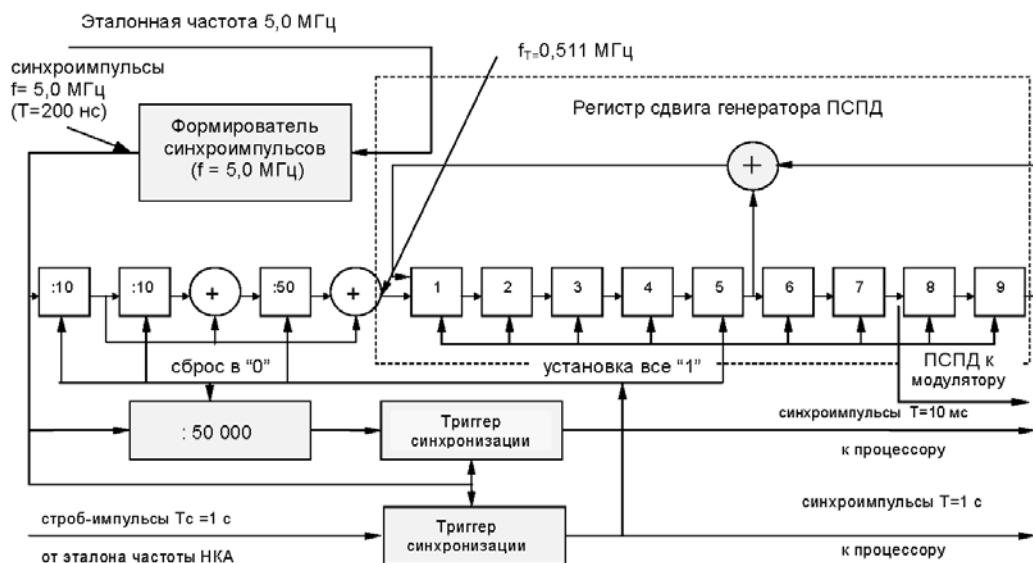 Эталонная частота 5,0 МГц
синхроимпульсы
f= 5,0 МГц
(T=200 нс)
Формирователь
синхроимпульсов
(f = 5,0 МГц)
fТ=0,511 МГц
Регистр сдвига генератора ПСПД
+
:10
:10
+
:50
+
1
2
3
4
5
6
7
8
9
сброс в “0”
установка все “1”
ПСПД к
модулятору
: 50 000
Триггер
синхронизации
синхроимпульсы T=10 мс
к процессору
строб-импульсы Тс =1 с
от эталона частоты НКА
Триггер
синхронизации
синхроимпульсы T=1 с
к процессору